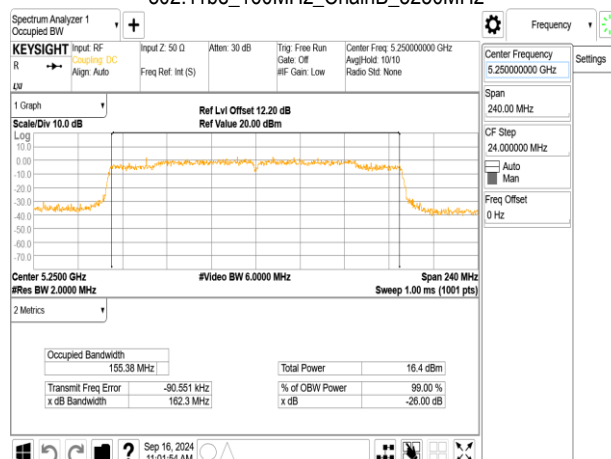 Spectrum Analyzer 1
Occupied BW
Frequency
KEYSIGHT
R
LXI
Input: RF
Coupling: DC
Align: Auto
Input Z: 50 Ω
Freq Ref: Int (S)
Atten: 30 dB
Trig: Free Run
Gate: Off
#IF Gain: Low
Center Freq: 5.250000000 GHz
Avg|Hold: 10/10
Radio Std: None
Center Frequency
5.250000000 GHz
Settings
Span
240.00 MHz
CF Step
24.000000 MHz
Auto
Man
Freq Offset
0 Hz
1 Graph
Scale/Div 10.0 dB
Ref Lvl Offset 12.20 dB
Ref Value 20.00 dBm
Log
10.0
0.00
-10.0
-20.0
-30.0
-40.0
-50.0
-60.0
-70.0
Center 5.2500 GHz
#Res BW 2.0000 MHz
#Video BW 6.0000 MHz
Span 240 MHz
Sweep 1.00 ms (1001 pts)
2 Metrics
Occupied Bandwidth
155.38 MHz
Transmit Freq Error -90.551 kHz
x dB Bandwidth 162.3 MHz
Total Power 16.4 dBm
% of OBW Power 99.00 %
x dB -26.00 dB
?
Sep 16, 2024
11:01:54 AM